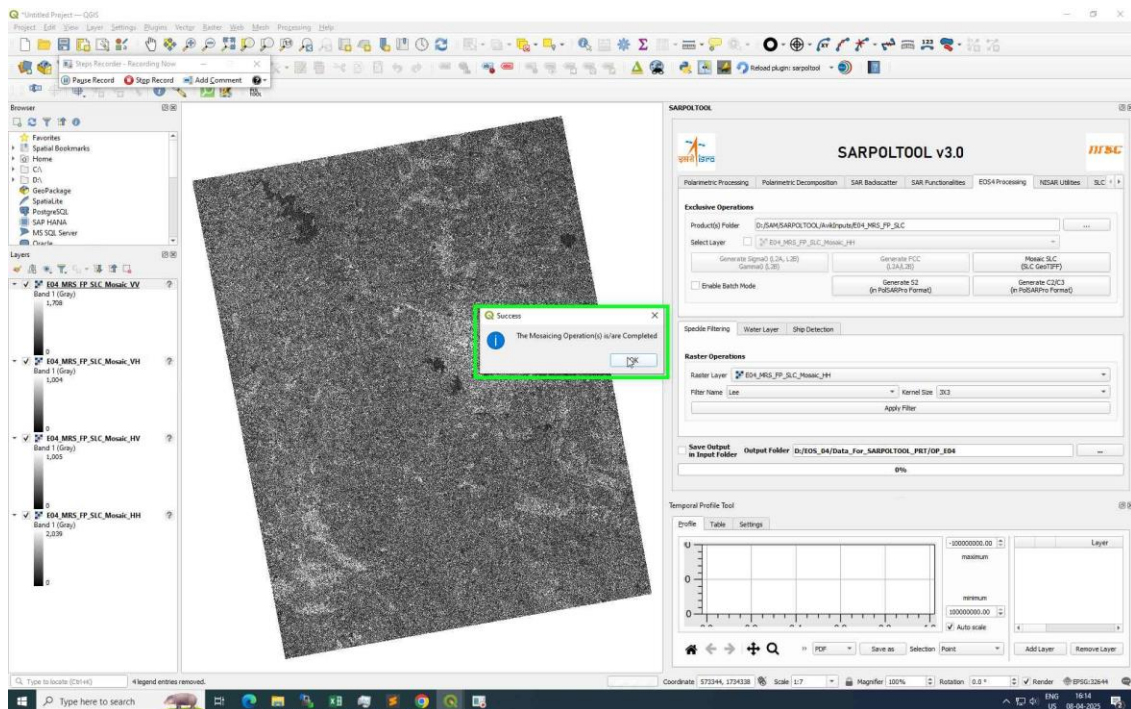 *Untitled Project — QGIS
Project Edit View Layer Settings Plugins Vector Raster Web Mesh Processing Help
Steps Recorder - Recording Now
Pause Record Stop Record Add Comment
Reload plugin: sarpoltool
Browser
Favorites
Spatial Bookmarks
Home
C:\
D:\
GeoPackage
SpatiaLite
PostgreSQL
SAP HANA
MS SQL Server
Oracle
Layers
E04_MRS_FP_SLC_Mosaic_VV
Band 1 (Gray)
1,708
0
E04_MRS_FP_SLC_Mosaic_VH
Band 1 (Gray)
1,004
0
E04_MRS_FP_SLC_Mosaic_HV
Band 1 (Gray)
1,005
0
E04_MRS_FP_SLC_Mosaic_HH
Band 1 (Gray)
2,039
0
Success
The Mosaicing Operation(s) is/are Completed
OK
SARPOLTOOL
इसरो isro
SARPOLTOOL v3.0
nrsc
Polarimetric Processing Polarimetric Decomposition SAR Backscatter SAR Functionalities EOS4 Processing NISAR Utilities SLC
Exclusive Operations
Product(s) Folder D:/SAM/SARPOLTOOL/AvikInputs/E04_MRS_FP_SLC ...
Select Layer E04_MRS_FP_SLC_Mosaic_HH
Generate Sigma0 (L2A, L2B) Generate FCC Mosaic SLC
Gamma0 (L2B) (L2A/L2B) (SLC GeoTIFF)
Enable Batch Mode Generate S2 Generate C2/C3
(in PolSARPro Format) (in PolSARPro Format)
Speckle Filtering Water Layer Ship Detection
Raster Operations
Raster Layer E04_MRS_FP_SLC_Mosaic_HH
Filter Name Lee Kernel Size 3X3
Apply Filter
Save Output
in Input Folder Output Folder D:/EOS_04/Data_For_SARPOLTOOL_PRT/OP_E04 ...
0%
Temporal Profile Tool
Profile Table Settings
-100000000.00
maximum
minimum
100000000.00
Auto scale
Layer
PDF Save as Selection Point Add Layer Remove Layer
Type to locate (Ctrl+K) 4 legend entries removed. Coordinate 573344, 1734338 Scale 1:7 Magnifier 100% Rotation 0.0 ° Render EPSG:32644
Type here to search
ENG 16:14
US 08-04-2025